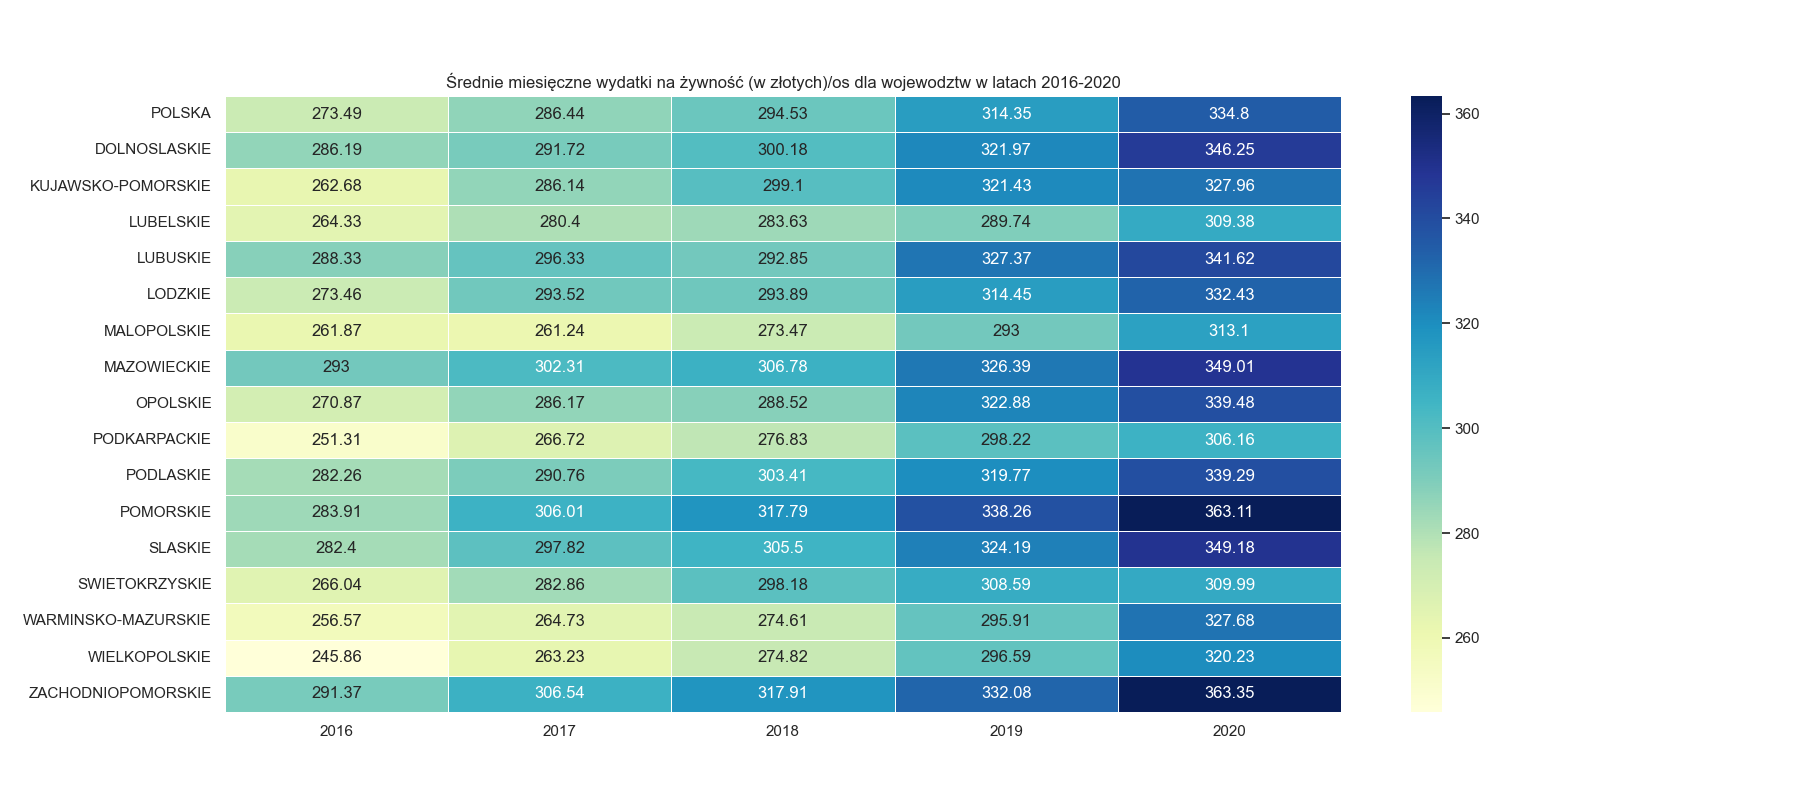 Średnie miesięczne wydatki na żywność (w złotych)/os dla wojewodztw w latach 2016-2020
POLSKA 273.49 286.44 294.53 314.35 334.8
DOLNOSLASKIE 286.19 291.72 300.18 321.97 346.25
KUJAWSKO-POMORSKIE 262.68 286.14 299.1 321.43 327.96
LUBELSKIE 264.33 280.4 283.63 289.74 309.38
LUBUSKIE 288.33 296.33 292.85 327.37 341.62
LODZKIE 273.46 293.52 293.89 314.45 332.43
MALOPOLSKIE 261.87 261.24 273.47 293 313.1
MAZOWIECKIE 293 302.31 306.78 326.39 349.01
OPOLSKIE 270.87 286.17 288.52 322.88 339.48
PODKARPACKIE 251.31 266.72 276.83 298.22 306.16
PODLASKIE 282.26 290.76 303.41 319.77 339.29
POMORSKIE 283.91 306.01 317.79 338.26 363.11
SLASKIE 282.4 297.82 305.5 324.19 349.18
SWIETOKRZYSKIE 266.04 282.86 298.18 308.59 309.99
WARMINSKO-MAZURSKIE 256.57 264.73 274.61 295.91 327.68
WIELKOPOLSKIE 245.86 263.23 274.82 296.59 320.23
ZACHODNIOPOMORSKIE 291.37 306.54 317.91 332.08 363.35
2016 2017 2018 2019 2020
360
340
320
300
280
260